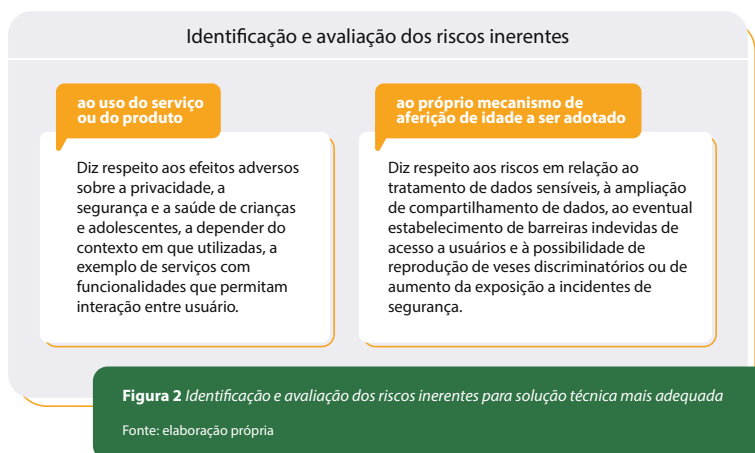 Identificação e avaliação dos riscos inerentes
ao uso do serviço
ou do produto
Diz respeito aos efeitos adversos
sobre a privacidade, a
segurança e a saúde de crianças
e adolescentes, a depender do
contexto em que utilizadas, a
exemplo de serviços com
funcionalidades que permitam
interação entre usuário.
ao próprio mecanismo de
aferição de idade a ser adotado
Diz respeito aos riscos em relação ao
tratamento de dados sensíveis, à ampliação
de compartilhamento de dados, ao eventual
estabelecimento de barreiras indevidas de
acesso a usuários e à possibilidade de
reprodução de veses discriminatórios ou de
aumento da exposição a incidentes de
segurança.
Figura 2 Identificação e avaliação dos riscos inerentes para solução técnica mais adequada
Fonte: elaboração própria